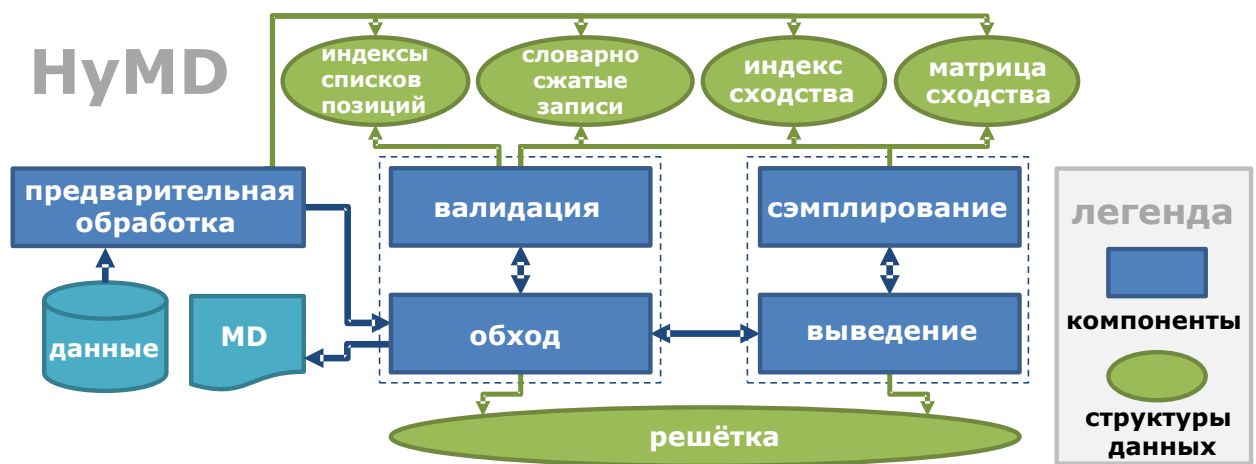 HyMD
индексы
списков
позиций
словарно
сжатые
записи
индекс
сходства
матрица
сходства
предварительная
обработка
валидация
сэмплирование
данные
MD
обход
выведение
решётка
легенда
компоненты
структуры
данных